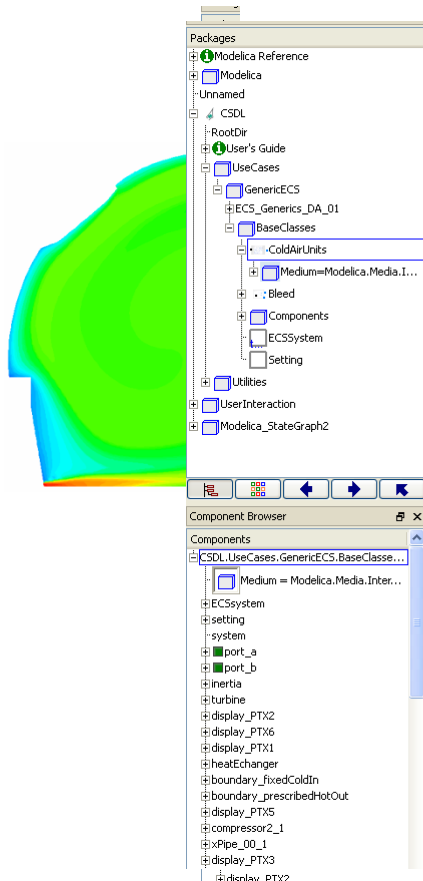 Packages
Modelica Reference
Modelica
Unnamed
CSDL
RootDir
User's Guide
UseCases
GenericECS
ECS_Generics_DA_01
BaseClasses
ColdAirUnits
Medium=Modelica.Media.I...
Bleed
Components
ECSSystem
Setting
Utilities
UserInteraction
Modelica_StateGraph2
Component Browser
Components
CSDL.UseCases.GenericECS.BaseClasse...
Medium = Modelica.Media.Inter...
ECSsystem
setting
system
port_a
port_b
inertia
turbine
display_PTX2
display_PTX6
display_PTX1
heatEchanger
boundary_fixedColdIn
boundary_prescribedHotOut
display_PTX5
compressor2_1
xPipe_00_1
display_PTX3
display_PTX2